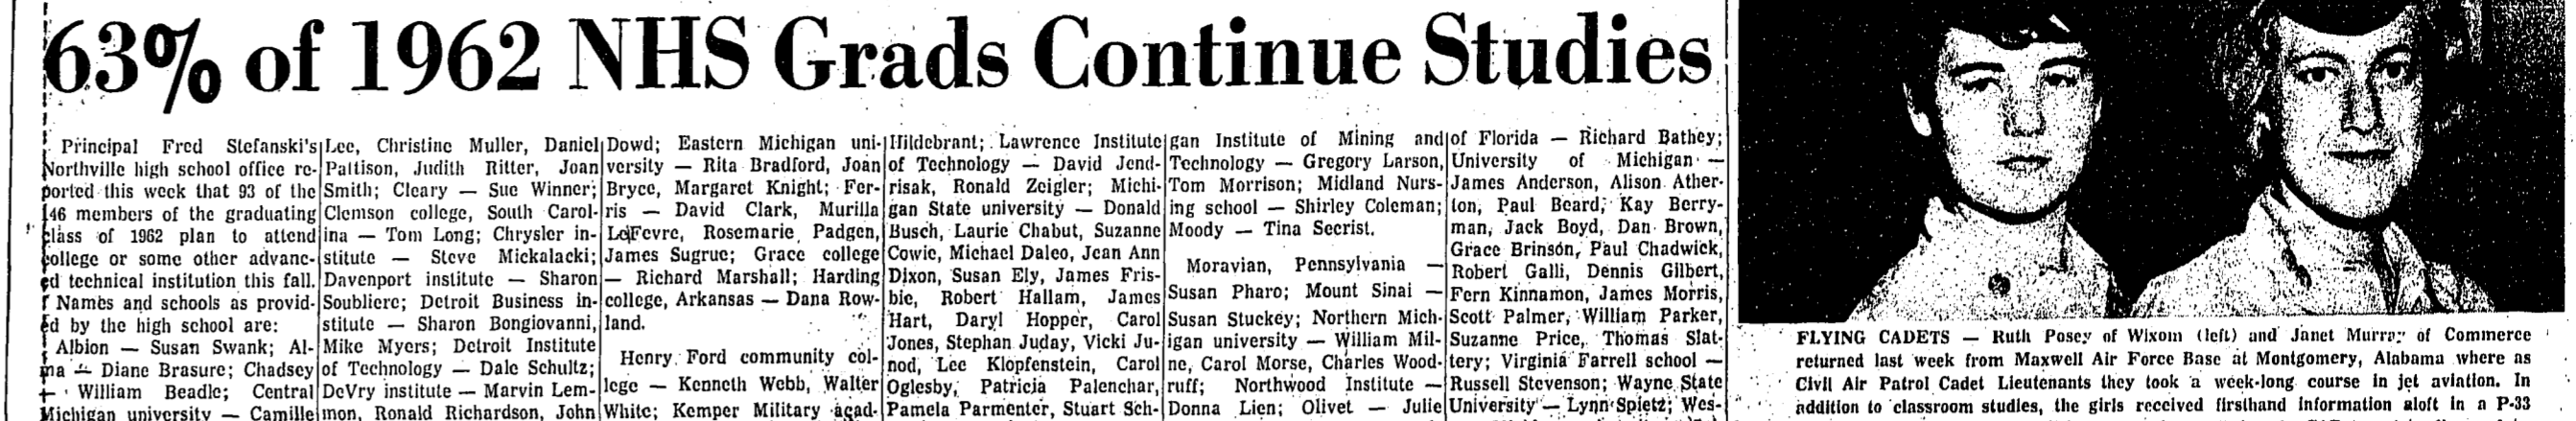 63% of 1962 NHS Grads Continue Studies
Principal Fred Stefanski's
Northville high school office re-
ported this week that 93 of the
146 members of the graduating
class of 1962 plan to attend
college or some other advanc-
ed technical institution this fall.
Names and schools as provid-
ed by the high school are:
Albion — Susan Swank; Al-
ma — Diane Brasure; Chadsey
— William Beadle; Central
Michigan university — Camille
Lee, Christine Muller, Daniel
Pattison, Judith Ritter, Joan
Smith; Cleary — Sue Winner;
Clemson college, South Carol-
ina — Tom Long; Chrysler in-
stitute — Steve Mickalacki;
Davenport institute — Sharon
Soubliere; Detroit Business in-
stitute — Sharon Bongiovanni,
Mike Myers; Detroit Institute
of Technology — Dale Schultz;
DeVry institute — Marvin Lem-
mon, Ronald Richardson, John
Dowd; Eastern Michigan uni-
versity — Rita Bradford, Joan
Bryce, Margaret Knight; Fer-
ris — David Clark, Murilla
LeFevre, Rosemarie Padgen,
James Sugrue; Grace college
— Richard Marshall; Harding
college, Arkansas — Dana Row-
land.
Henry Ford community col-
lege — Kenneth Webb, Walter
White; Kemper Military acad-
Hildebrant; Lawrence Institute
of Technology — David Jend-
risak, Ronald Zeigler; Michi-
gan State university — Donald
Busch, Laurie Chabut, Suzanne
Cowie, Michael Daleo, Jean Ann
Dixon, Susan Ely, James Fris-
bie, Robert Hallam, James
Hart, Daryl Hopper, Carol
Jones, Stephan Juday, Vicki Ju-
nod, Lee Klopfenstein, Carol
Oglesby, Patricia Palenchar,
Pamela Parmenter, Stuart Sch-
gan Institute of Mining and
Technology — Gregory Larson,
Tom Morrison; Midland Nurs-
ing school — Shirley Coleman;
Moody — Tina Secrist.
Moravian, Pennsylvania —
Susan Pharo; Mount Sinai —
Susan Stuckey; Northern Mich-
igan university — William Mil-
ne, Carol Morse, Charles Wood-
ruff; Northwood Institute —
Donna Lien; Olivet — Julie
of Florida — Richard Bathey;
University of Michigan —
James Anderson, Alison Ather-
ton, Paul Beard, Kay Berry-
man, Jack Boyd, Dan Brown,
Grace Brinson, Paul Chadwick,
Robert Galli, Dennis Gilbert,
Fern Kinnamon, James Morris,
Scott Palmer, William Parker,
Suzanne Price, Thomas Slat-
tery; Virginia Farrell school —
Russell Stevenson; Wayne State
University — Lynn Spietz; Wes-
FLYING CADETS — Ruth Posey of Wixom (left) and Janet Murray of Commerce
returned last week from Maxwell Air Force Base at Montgomery, Alabama where as
Civil Air Patrol Cadet Lieutenants they took a week-long course in jet aviation. In
addition to classroom studies, the girls received firsthand information aloft in a P-33